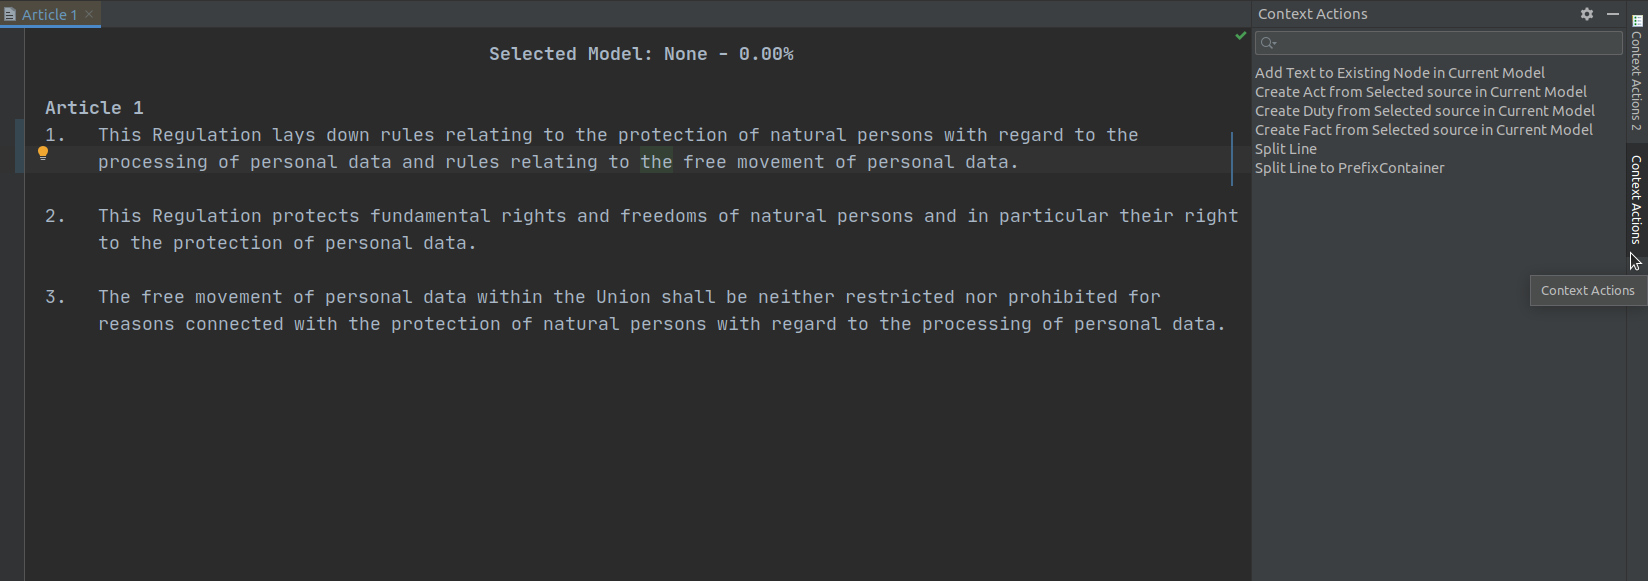 Article 1
Selected Model: None - 0.00%
Article 1
1. This Regulation lays down rules relating to the protection of natural persons with regard to the
processing of personal data and rules relating to the free movement of personal data.
2. This Regulation protects fundamental rights and freedoms of natural persons and in particular their right
to the protection of personal data.
3. The free movement of personal data within the Union shall be neither restricted nor prohibited for
reasons connected with the protection of natural persons with regard to the processing of personal data.
Context Actions
Add Text to Existing Node in Current Model
Create Act from Selected source in Current Model
Create Duty from Selected source in Current Model
Create Fact from Selected source in Current Model
Split Line
Split Line to PrefixContainer
Context Actions 2
Context Actions
Context Actions